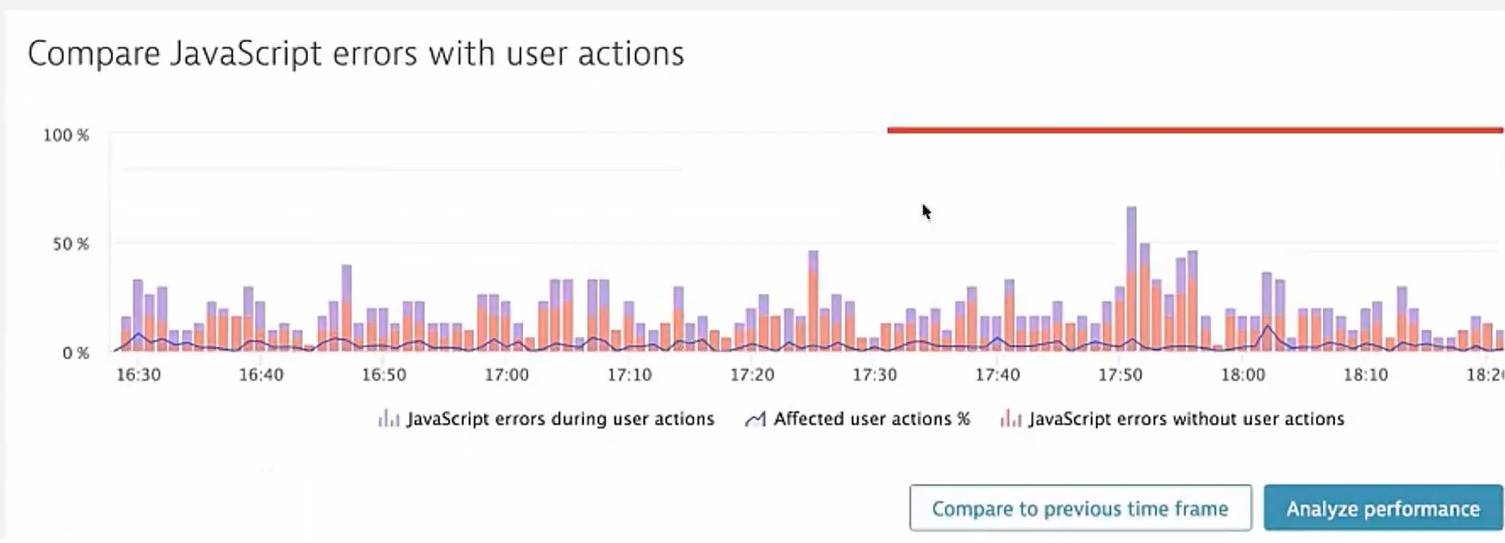 Compare JavaScript errors with user actions
100 %
50 %
0 %
16:30 16:40 16:50 17:00 17:10 17:20 17:30 17:40 17:50 18:00 18:10 18:2
JavaScript errors during user actions Affected user actions % JavaScript errors without user actions
Compare to previous time frame Analyze performance